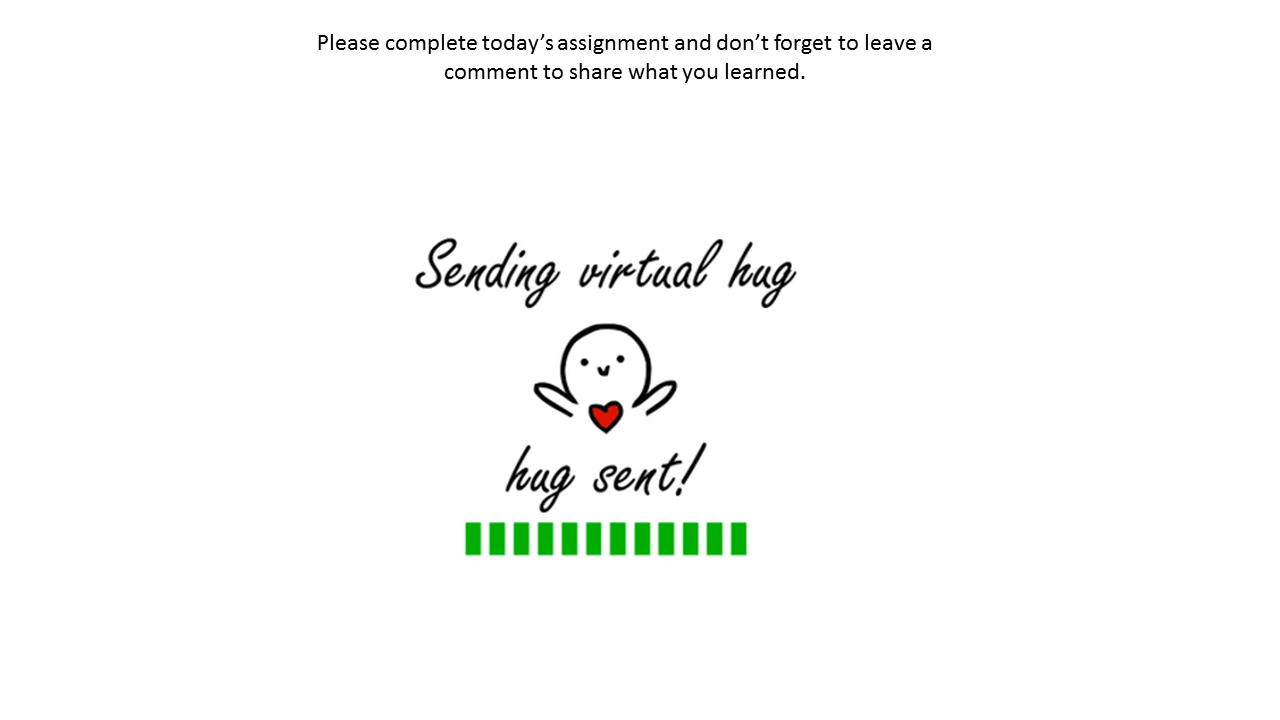 Please complete today’s assignment and don’t forget to leave a
comment to share what you learned.
Sending virtual hug
hug sent!